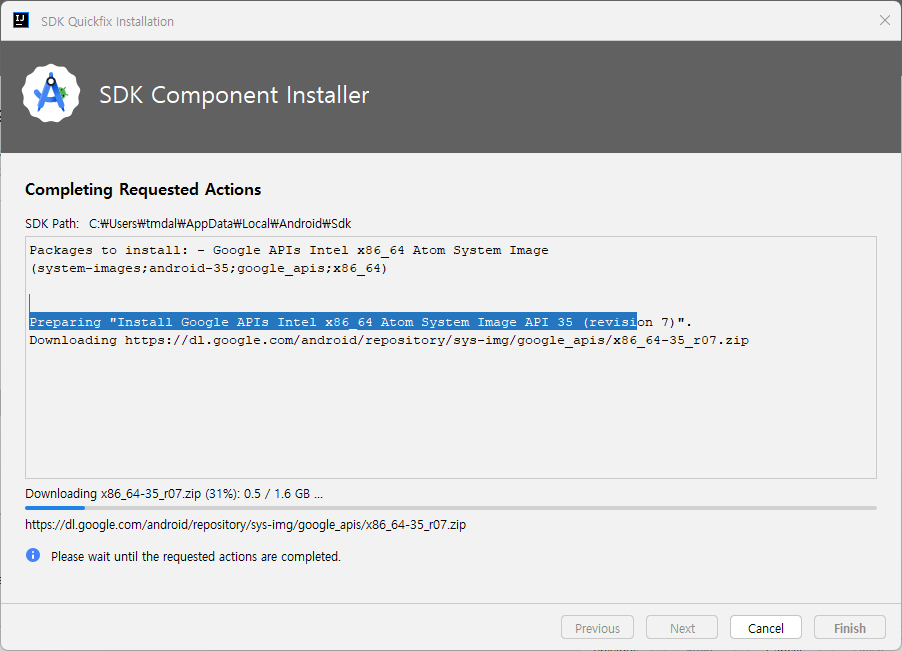 IJ
SDK Quickfix Installation
SDK Component Installer
Completing Requested Actions
SDK Path: C:₩Users₩tmdal₩AppData₩Local₩Android₩Sdk
Packages to install: - Google APIs Intel x86_64 Atom System Image
(system-images;android-35;google_apis;x86_64)
Preparing "Install Google APIs Intel x86_64 Atom System Image API 35 (revision 7)".
Downloading https://dl.google.com/android/repository/sys-img/google_apis/x86_64-35_r07.zip
Downloading x86_64-35_r07.zip (31%): 0.5 / 1.6 GB ...
https://dl.google.com/android/repository/sys-img/google_apis/x86_64-35_r07.zip
Please wait until the requested actions are completed.
Previous Next Cancel Finish